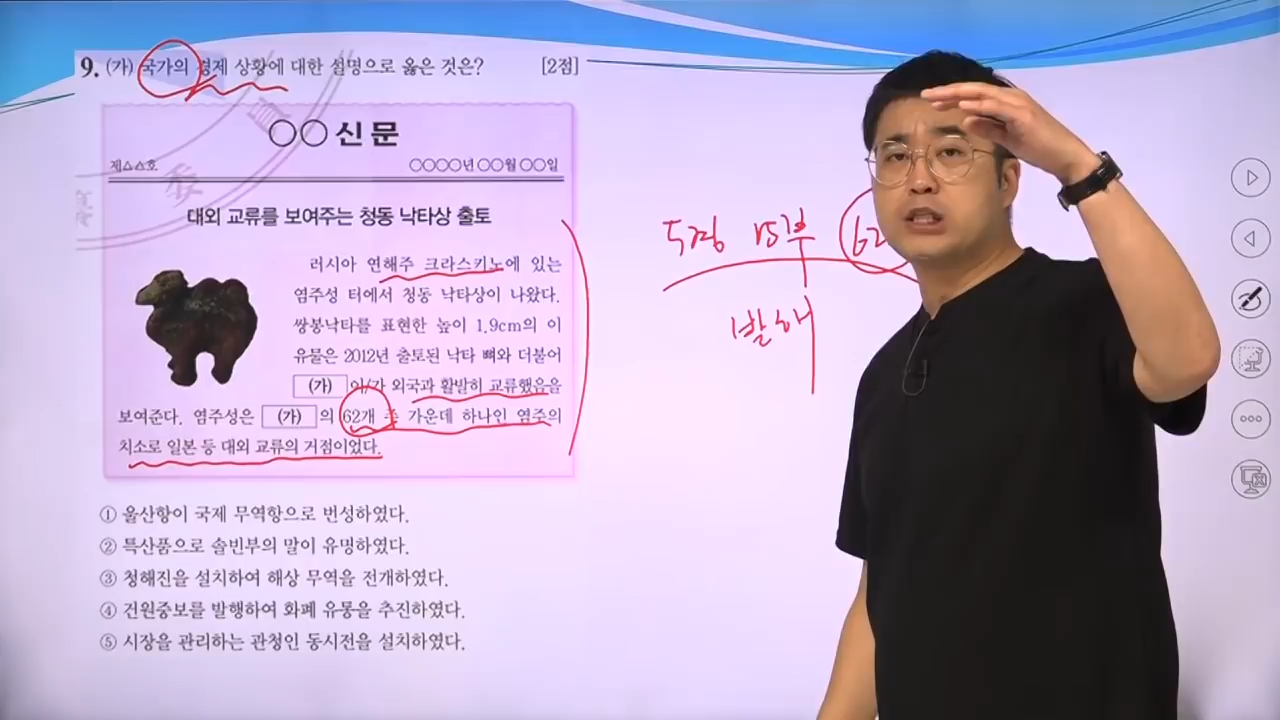 9. (가) 국가의 경제 상황에 대한 설명으로 옳은 것은? [2점]
○○신문
제△△호 ○○○○년 ○○월 ○○일
대외 교류를 보여주는 청동 낙타상 출토
러시아 연해주 크라스키노에 있는
염주성 터에서 청동 낙타상이 나왔다.
쌍봉낙타를 표현한 높이 1.9cm의 이
유물은 2012년 출토된 낙타 뼈와 더불어
(가) 이/가 외국과 활발히 교류했음을
보여준다. 염주성은 (가) 의 62개 주 가운데 하나인 염주의
치소로 일본 등 대외 교류의 거점이었다.
① 울산항이 국제 무역항으로 번성하였다.
② 특산품으로 솔빈부의 말이 유명하였다.
③ 청해진을 설치하여 해상 무역을 전개하였다.
④ 건원중보를 발행하여 화폐 유통을 추진하였다.
⑤ 시장을 관리하는 관청인 동시전을 설치하였다.
5경 15부 62
발해